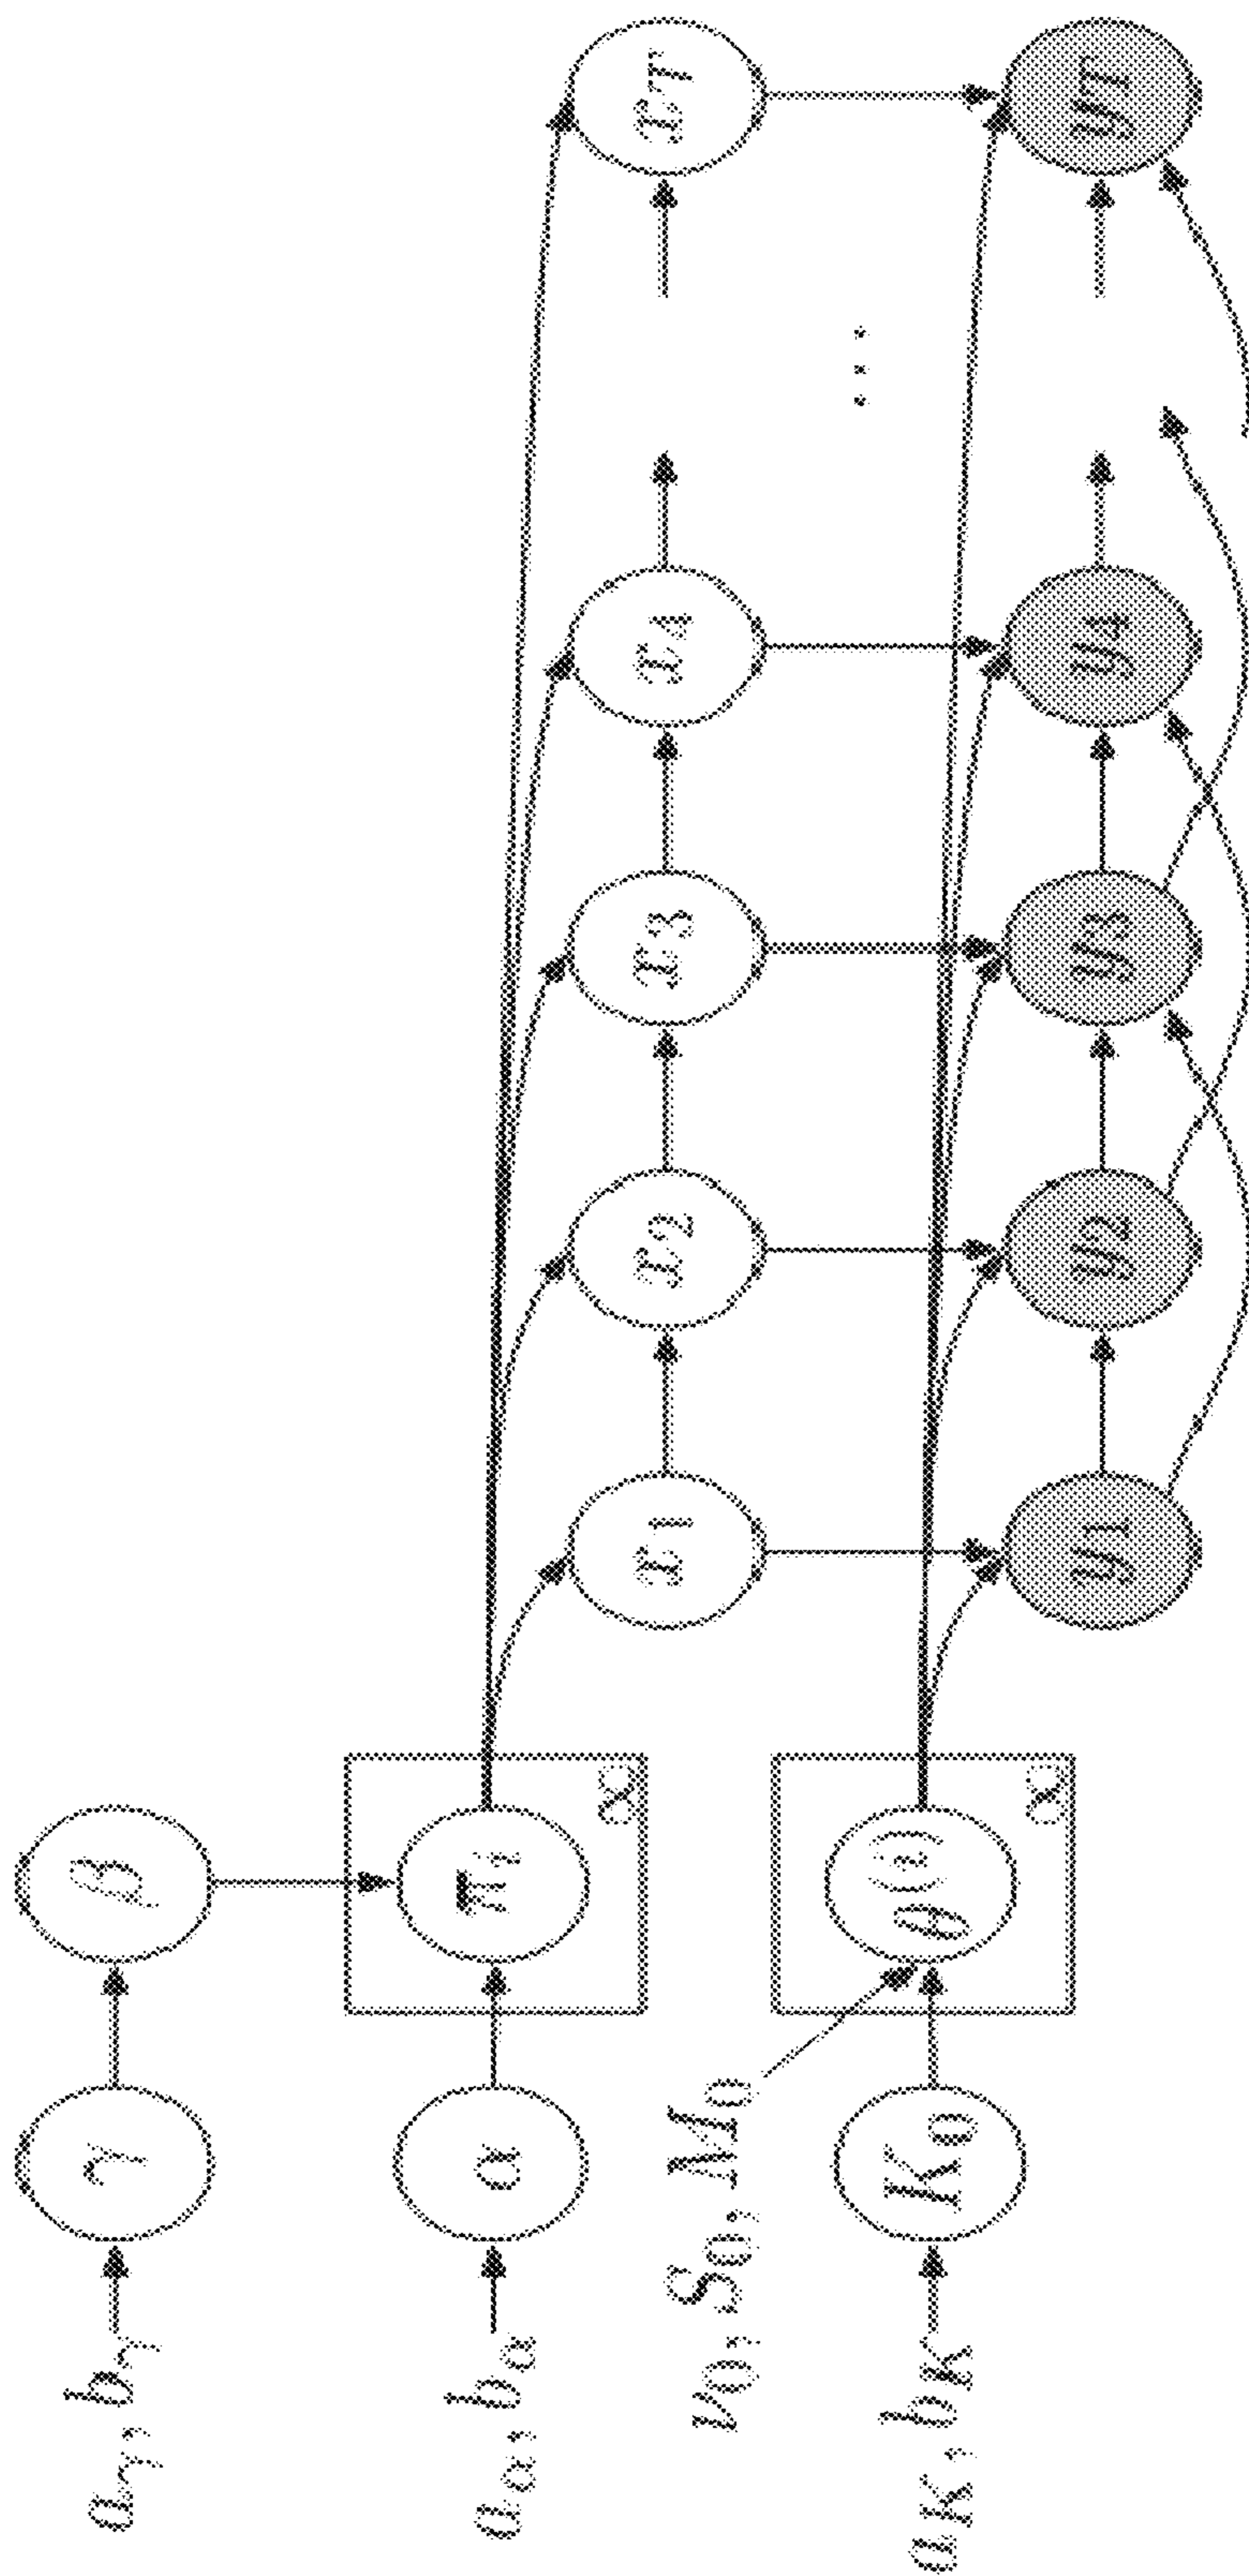 a_γ, b_γ γ β
a_α, b_α α π_i ∞
x_1 x_2 x_3 x_4 x_T
ν_0, S_0, M_0
...
a_K, b_K K_0 θ^(i) ∞
y_1 y_2 y_3 y_4 y_T